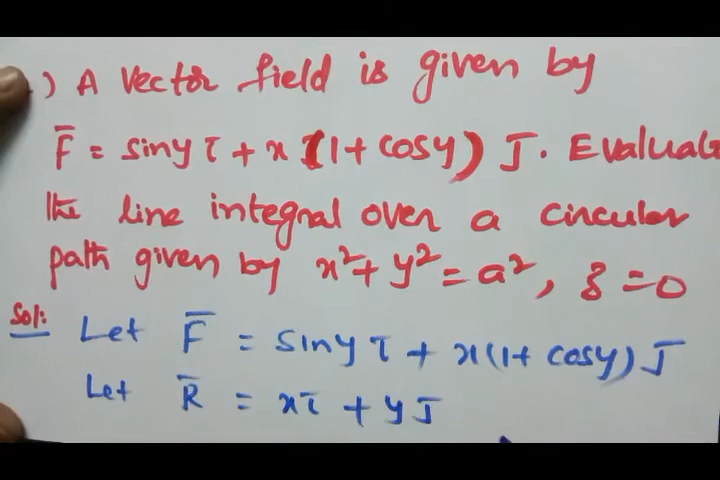 .) A Vector field is given by
F̄ = siny ī + x (1+ cosy) J̄. Evaluate
the line integral over a circular
path given by x²+ y² = a², z=0
Sol: Let F̄ = siny ī + x(1+ cosy) J̄
Let R̄ = xī + yJ̄